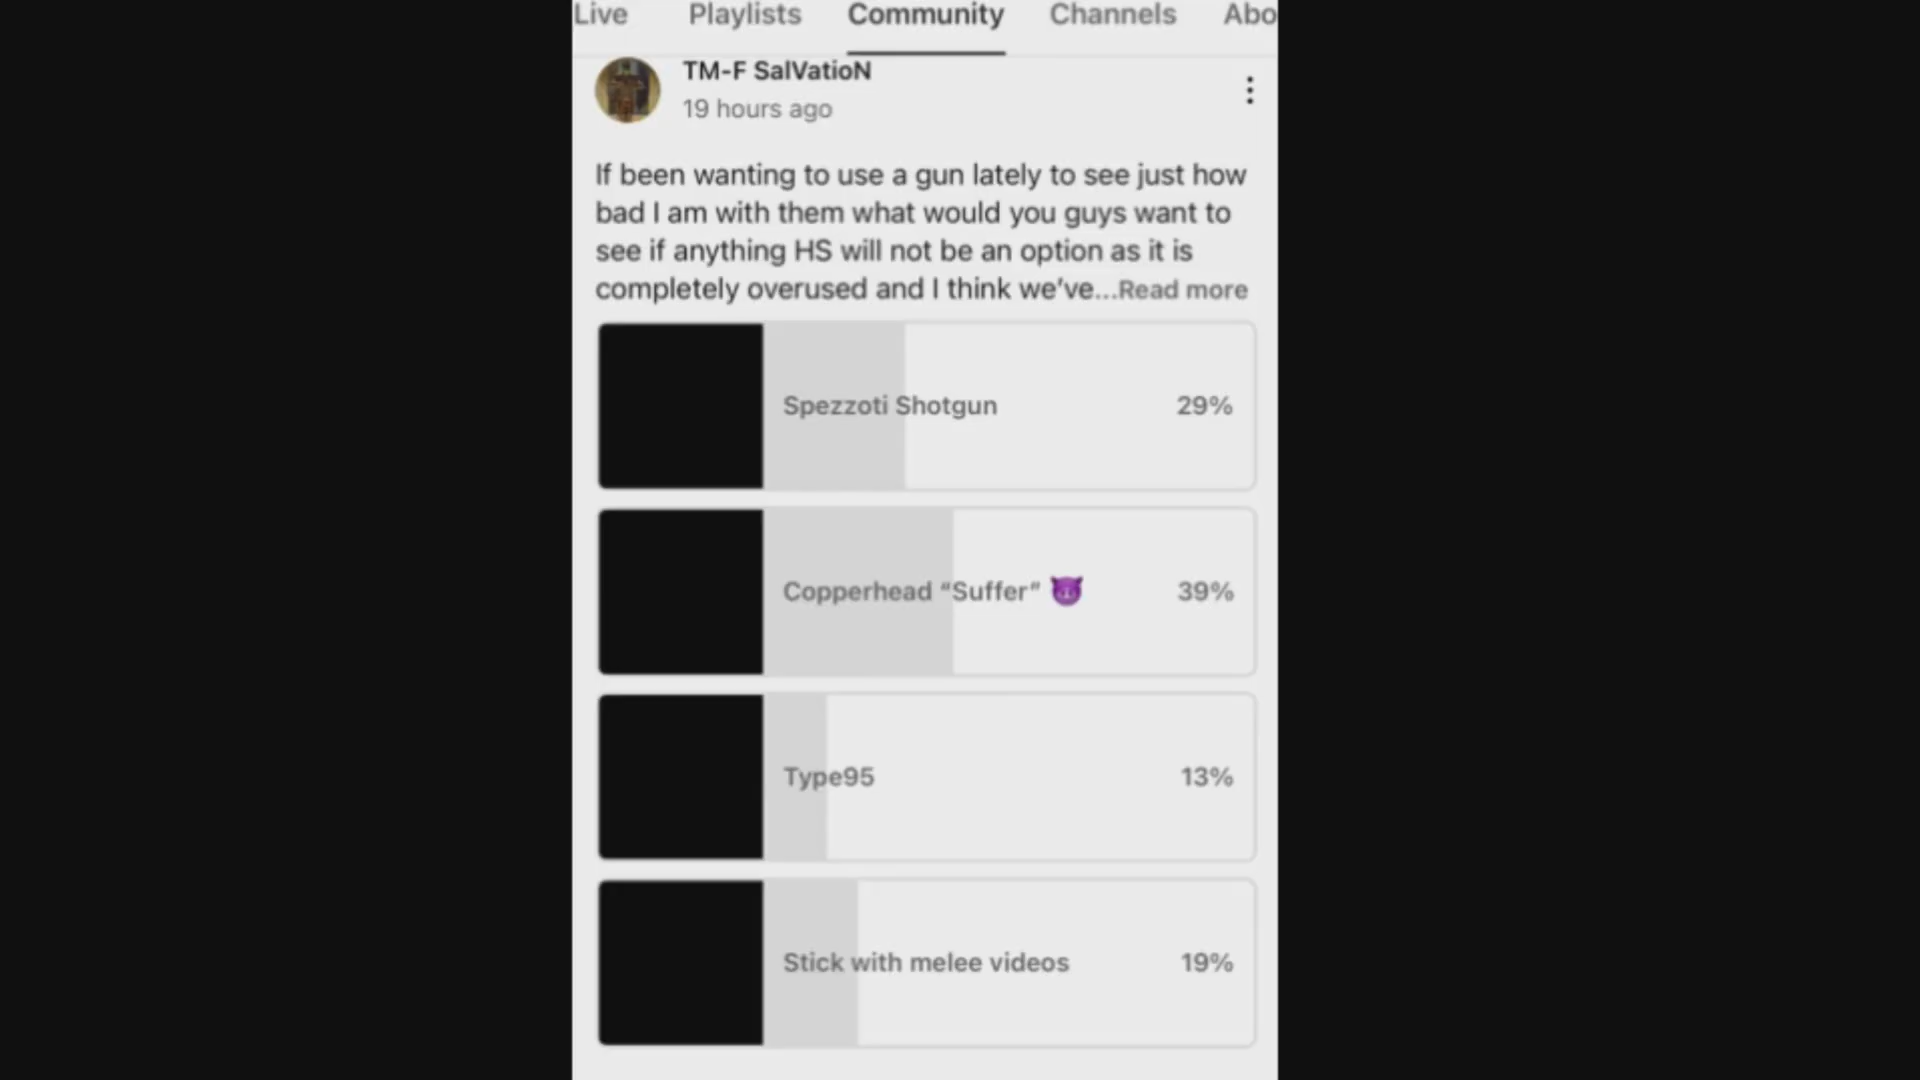 Live Playlists Community Channels Abo
TM-F SalVatioN
19 hours ago
If been wanting to use a gun lately to see just how
bad I am with them what would you guys want to
see if anything HS will not be an option as it is
completely overused and I think we've...Read more
Spezzoti Shotgun 29%
Copperhead “Suffer” 😈 39%
Type95 13%
Stick with melee videos 19%